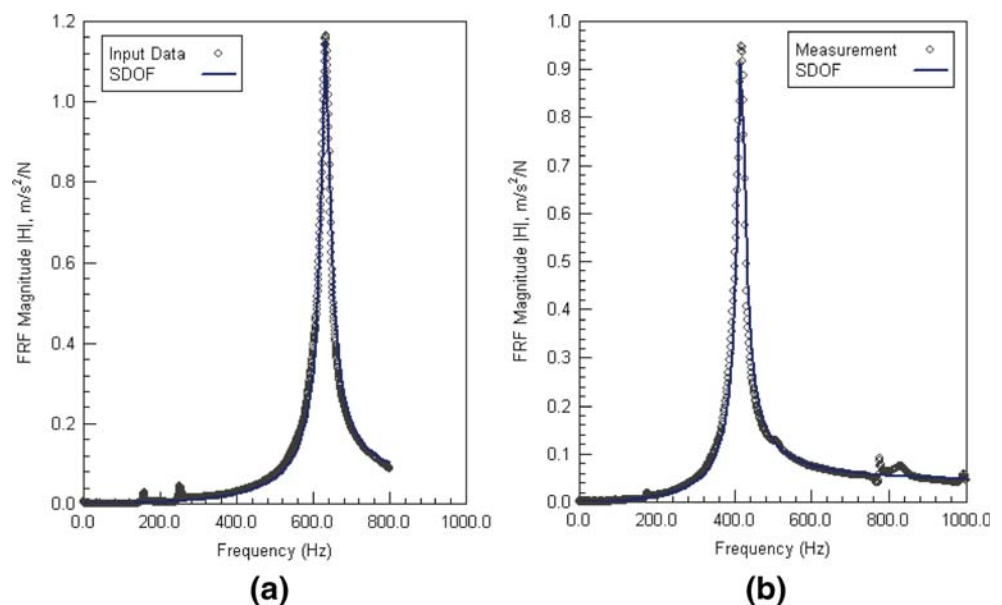 1.2
1.0
0.8
0.6
0.4
0.2
0.0
FRF Magnitude |H|, m/s²/N
Input Data
SDOF
0.0 200.0 400.0 600.0 800.0 1000.0
Frequency (Hz)
(a)
1.0
0.9
0.8
0.7
0.6
0.5
0.4
0.3
0.2
0.1
0.0
FRF Magnitude |H|, m/s²/N
Measurement
SDOF
0.0 200.0 400.0 600.0 800.0 1000.0
Frequency (Hz)
(b)